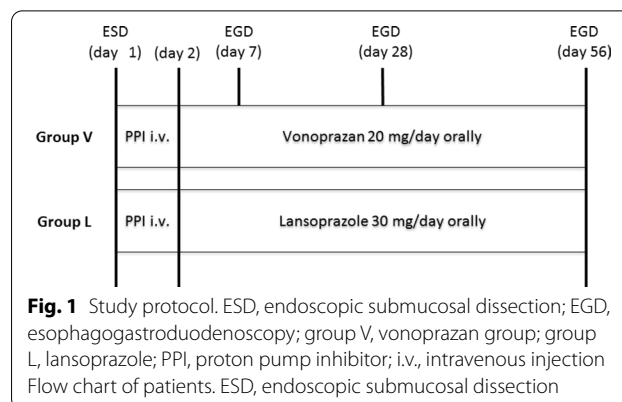 ESD EGD EGD EGD
(day 1) (day 2) (day 7) (day 28) (day 56)
Group V PPI i.v. Vonoprazan 20 mg/day orally
Group L PPI i.v. Lansoprazole 30 mg/day orally
Fig. 1 Study protocol. ESD, endoscopic submucosal dissection; EGD,
esophagogastroduodenoscopy; group V, vonoprazan group; group
L, lansoprazole; PPI, proton pump inhibitor; i.v., intravenous injection
Flow chart of patients. ESD, endoscopic submucosal dissection